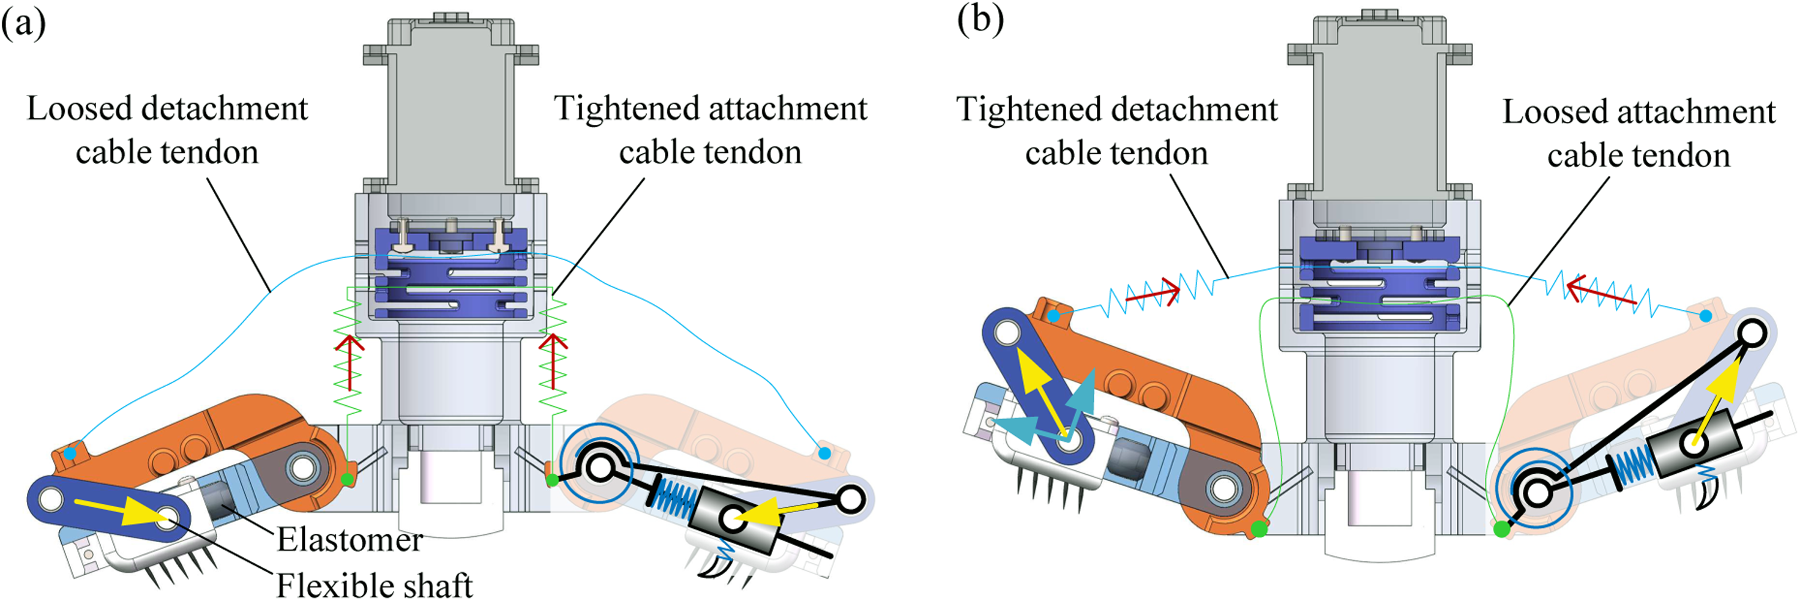 (a)
Loosed detachment
cable tendon
Tightened attachment
cable tendon
Elastomer
Flexible shaft
(b)
Tightened detachment
cable tendon
Loosed attachment
cable tendon